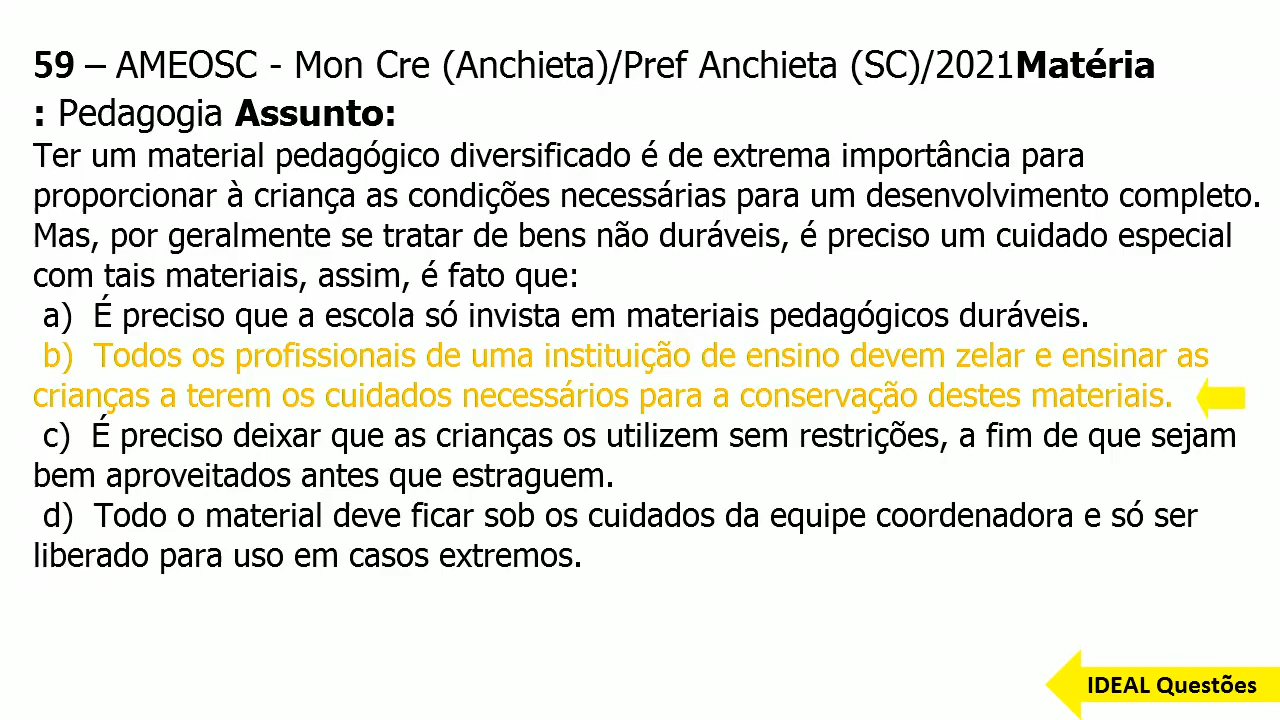 59 – AMEOSC - Mon Cre (Anchieta)/Pref Anchieta (SC)/2021Matéria
: Pedagogia Assunto:
Ter um material pedagógico diversificado é de extrema importância para
proporcionar à criança as condições necessárias para um desenvolvimento completo.
Mas, por geralmente se tratar de bens não duráveis, é preciso um cuidado especial
com tais materiais, assim, é fato que:
a) É preciso que a escola só invista em materiais pedagógicos duráveis.
b) Todos os profissionais de uma instituição de ensino devem zelar e ensinar as
crianças a terem os cuidados necessários para a conservação destes materiais.
c) É preciso deixar que as crianças os utilizem sem restrições, a fim de que sejam
bem aproveitados antes que estraguem.
d) Todo o material deve ficar sob os cuidados da equipe coordenadora e só ser
liberado para uso em casos extremos.
IDEAL Questões